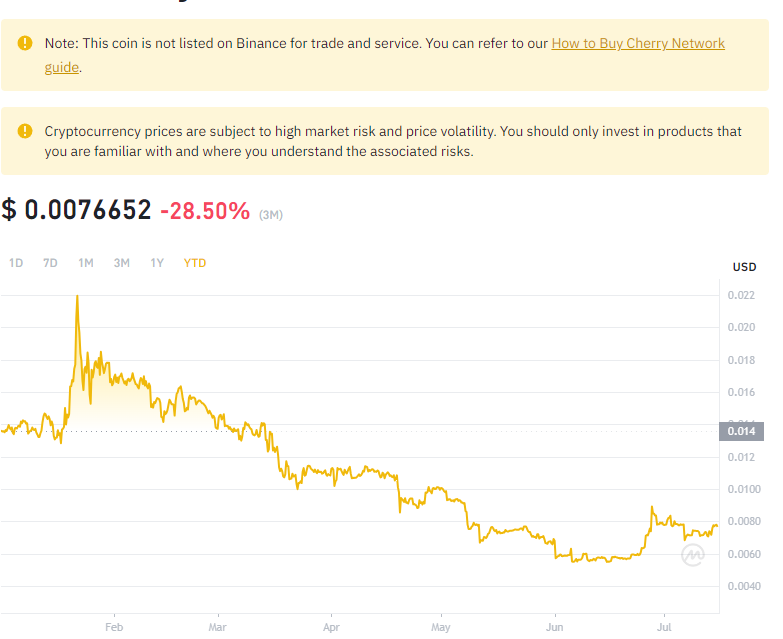 Note: This coin is not listed on Binance for trade and service. You can refer to our How to Buy Cherry Network
guide.
Cryptocurrency prices are subject to high market risk and price volatility. You should only invest in products that
you are familiar with and where you understand the associated risks.
$ 0.0076652 -28.50% (3M)
1D 7D 1M 3M 1Y YTD
USD
0.022
0.020
0.018
0.016
0.014
0.012
0.0100
0.0080
0.0060
0.0040
Feb Mar Apr May Jun Jul